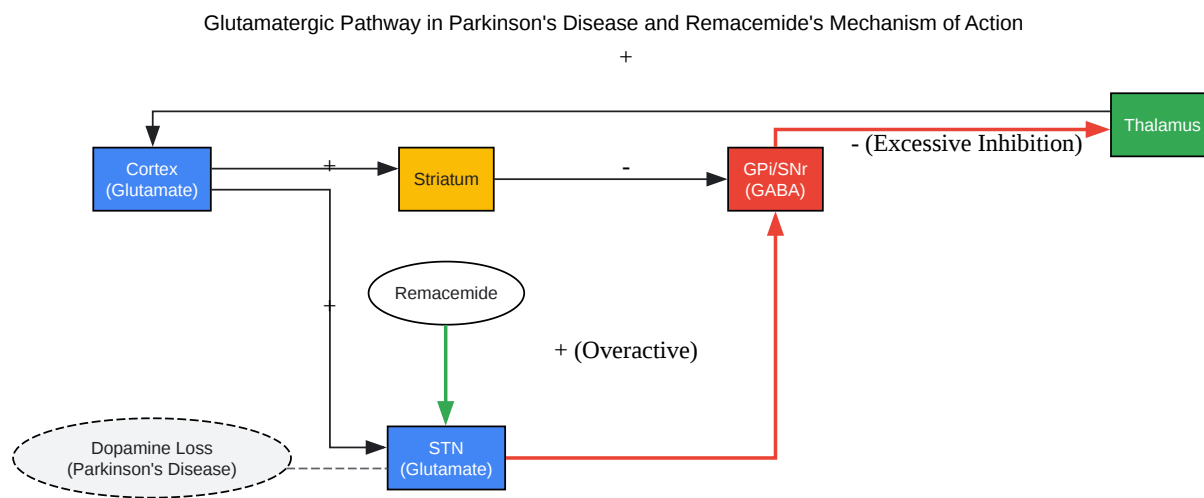 Glutamatergic Pathway in Parkinson's Disease and Remacemide's Mechanism of Action
+
Thalamus
- (Excessive Inhibition)
Cortex
(Glutamate)
+
Striatum
-
GPi/SNr
(GABA)
Remacemide
+
+ (Overactive)
Dopamine Loss
(Parkinson's Disease)
STN
(Glutamate)